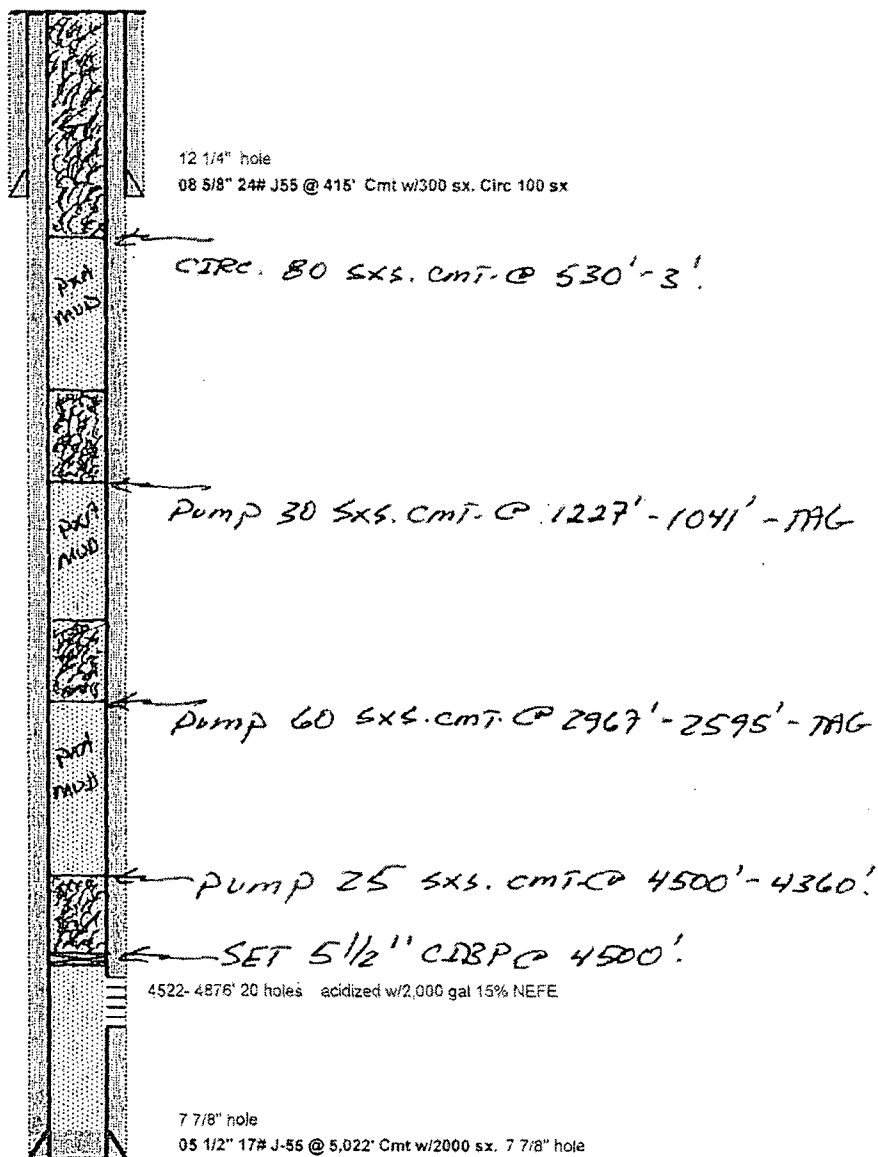 12 1/4" hole
08 5/8" 24# J55 @ 415' Cmt w/300 sx. Circ 100 sx
CIRC. 80 SXS. CMT. @ 530'-3'.
P&A
MUD
Pump 30 SXS. CMT. @ 1227'-1041'-TAG
P&A
MUD
Pump 60 SXS. CMT. @ 2967'-2595'-TAG
P&A
MUD
Pump 25 SXS. CMT. @ 4500'-4360'.
SET 5 1/2" CIBP @ 4500'.
4522- 4876' 20 holes acidized w/2,000 gal 15% NEFE
7 7/8" hole
05 1/2" 17# J-55 @ 5,022' Cmt w/2000 sx. 7 7/8" hole